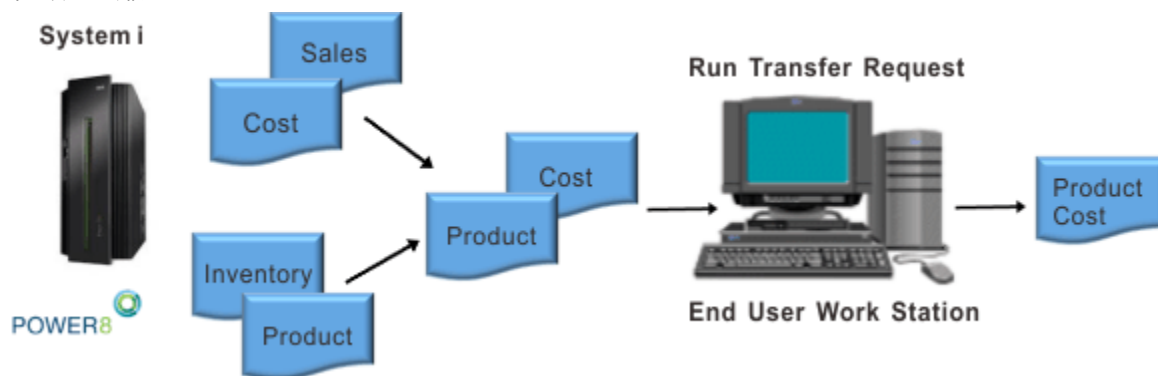 System i
Sales
Cost
Run Transfer Request
Cost
Product
Product
Cost
Inventory
Product
POWER8
End User Work Station